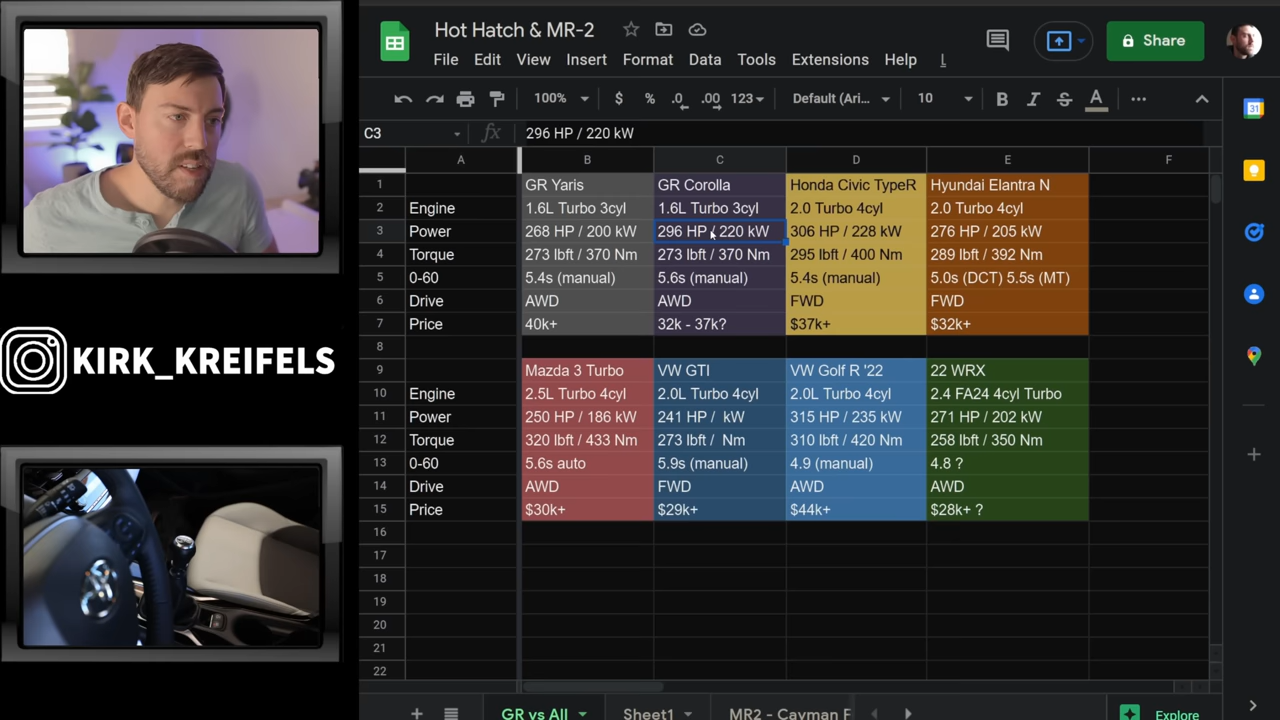 Hot Hatch & MR-2
File Edit View Insert Format Data Tools Extensions Help L
Share
100% $ % .0 .00 123 Default (Ari... 10 B I S A
C3 fx 296 HP / 220 kW
A B C D E F
1 GR Yaris GR Corolla Honda Civic TypeR Hyundai Elantra N
2 Engine 1.6L Turbo 3cyl 1.6L Turbo 3cyl 2.0 Turbo 4cyl 2.0 Turbo 4cyl
3 Power 268 HP / 200 kW 296 HP / 220 kW 306 HP / 228 kW 276 HP / 205 kW
4 Torque 273 lbft / 370 Nm 273 lbft / 370 Nm 295 lbft / 400 Nm 289 lbft / 392 Nm
5 0-60 5.4s (manual) 5.6s (manual) 5.4s (manual) 5.0s (DCT) 5.5s (MT)
6 Drive AWD AWD FWD FWD
7 Price 40k+ 32k - 37k? $37k+ $32k+
8
9 Mazda 3 Turbo VW GTI VW Golf R '22 22 WRX
10 Engine 2.5L Turbo 4cyl 2.0L Turbo 4cyl 2.0L Turbo 4cyl 2.4 FA24 4cyl Turbo
11 Power 250 HP / 186 kW 241 HP / kW 315 HP / 235 kW 271 HP / 202 kW
12 Torque 320 lbft / 433 Nm 273 lbft / Nm 310 lbft / 420 Nm 258 lbft / 350 Nm
13 0-60 5.6s auto 5.9s (manual) 4.9 (manual) 4.8 ?
14 Drive AWD FWD AWD AWD
15 Price $30k+ $29k+ $44k+ $28k+ ?
16
17
18
19
20
21
22
GR vs All Sheet1 MR2 - Cayman F Explore
31
KIRK_KREIFELS